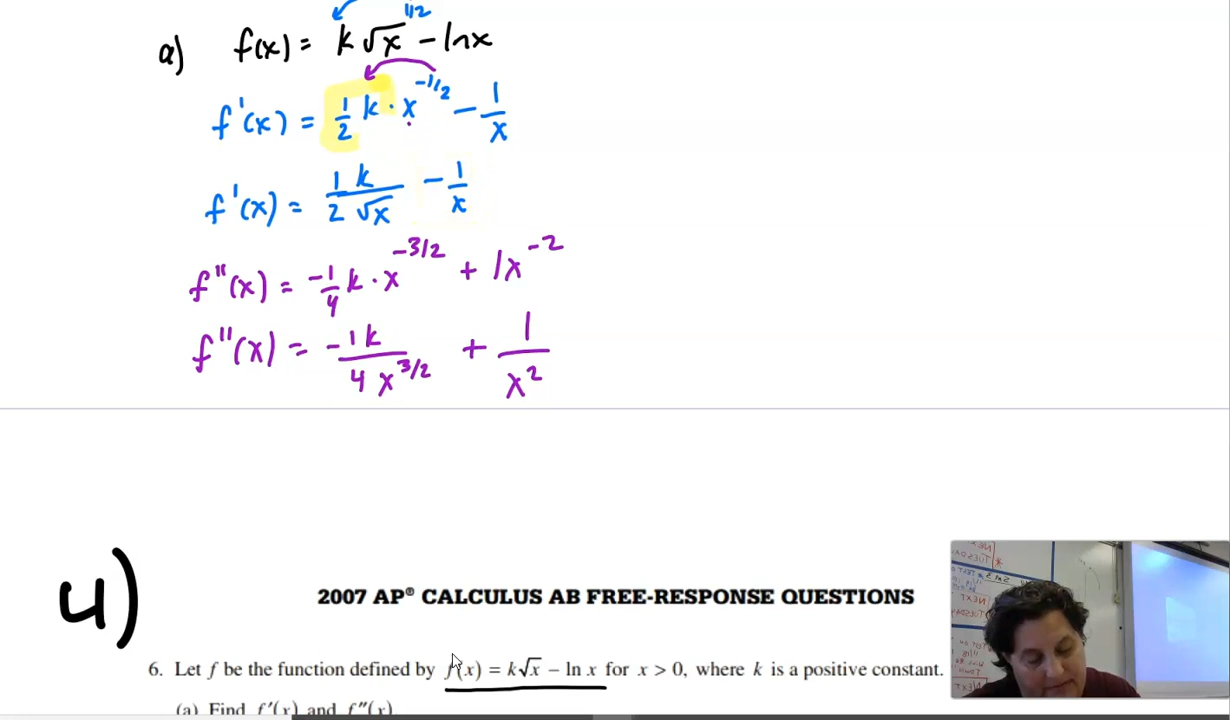 a) f(x) = k√x ^1/2 − lnx
f'(x) = 1/2 k · x^-1/2 − 1/x
f'(x) = 1k/2√x − 1/x
f''(x) = -1/4 k · x^-3/2 + 1x^-2
f''(x) = -1k/4x^3/2 + 1/x^2
4)
2007 AP® CALCULUS AB FREE-RESPONSE QUESTIONS
6. Let f be the function defined by f(x) = k√x − ln x for x > 0, where k is a positive constant.
(a) Find f'(x) and f''(x)